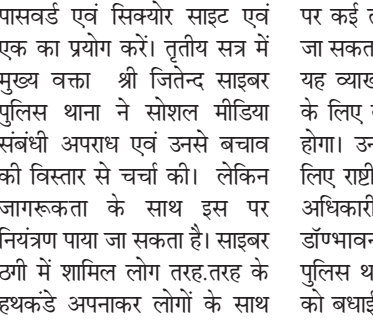 पासवर्ड एवं सिक्योर साइट एवं
एक का प्रयोग करें। तृतीय सत्र में
मुख्य वक्ता श्री जितेन्द साइबर
पुलिस थाना ने सोशल मीडिया
संबंधी अपराध एवं उनसे बचाव
की विस्तार से चर्चा की। लेकिन
जागरूकता के साथ इस पर
नियंत्रण पाया जा सकता है। साइबर
ठगी में शामिल लोग तरह.तरह के
हथकंडे अपनाकर लोगों के साथ
पर कई
जा सकत
यह व्याख
के लिए
होगा। उन
लिए राष्टी
अधिकारी
डॉण्भावन
पुलिस थ
को बधाई